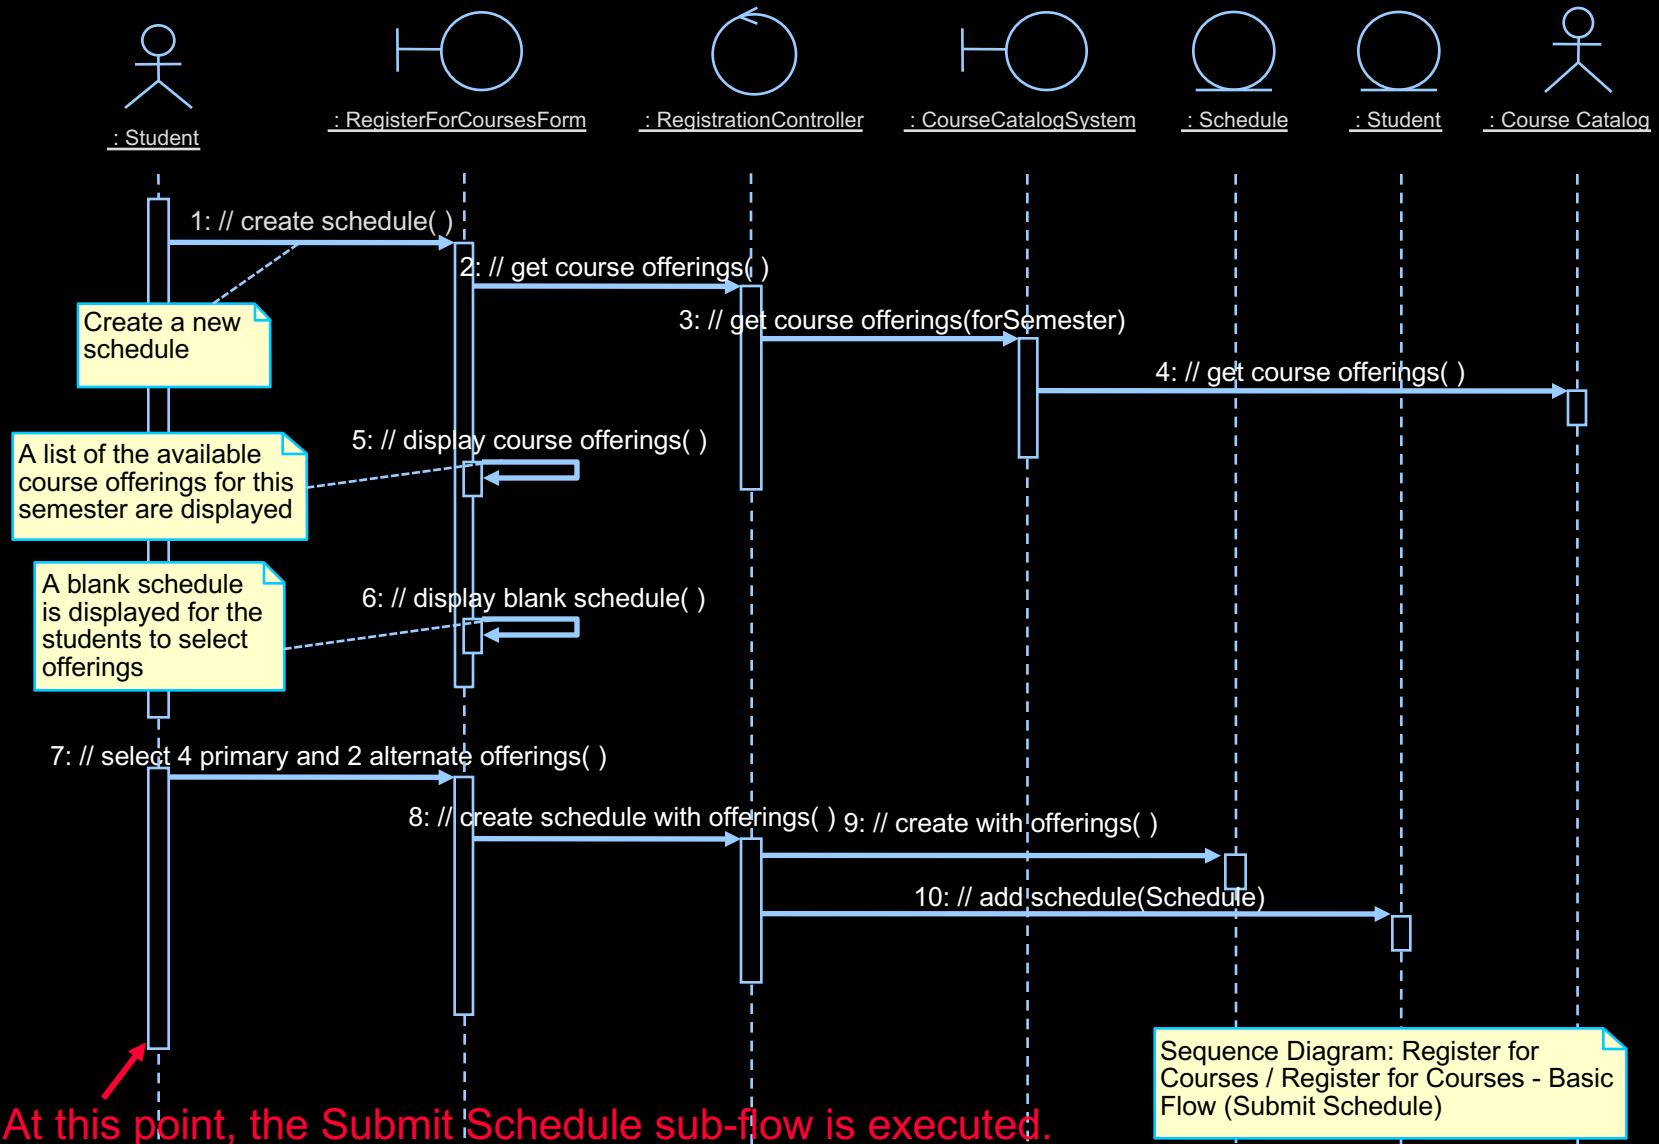 : Student
: RegisterForCoursesForm
: RegistrationController
: CourseCatalogSystem
: Schedule
: Student
: Course Catalog
1: // create schedule( )
2: // get course offerings( )
Create a new
schedule
3: // get course offerings(forSemester)
4: // get course offerings( )
5: // display course offerings( )
A list of the available
course offerings for this
semester are displayed
A blank schedule
is displayed for the
students to select
offerings
6: // display blank schedule( )
7: // select 4 primary and 2 alternate offerings( )
8: // create schedule with offerings( )
9: // create with offerings( )
10: // add schedule(Schedule)
Sequence Diagram: Register for
Courses / Register for Courses - Basic
Flow (Submit Schedule)
At this point, the Submit Schedule sub-flow is executed.